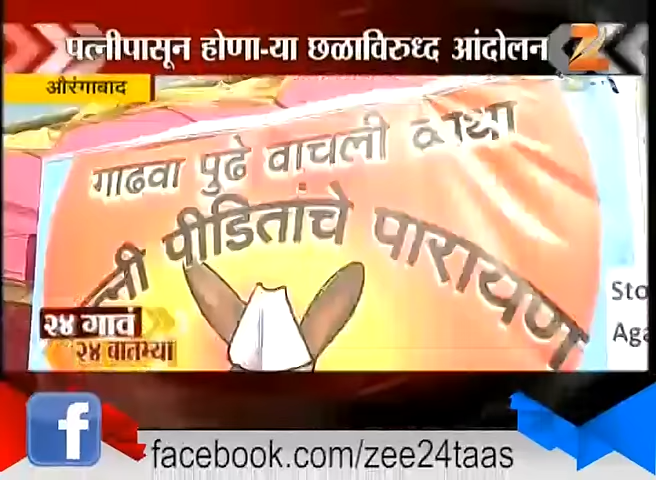 पत्नीपासून होणा-या छळाविरुध्द आंदोलन
औरंगाबाद
गाढवा पुढे वाचली गाथा
पीडितांचे पारायण
Sto
Aga
२४ गावं
२४ बातम्या
facebook.com/zee24taas